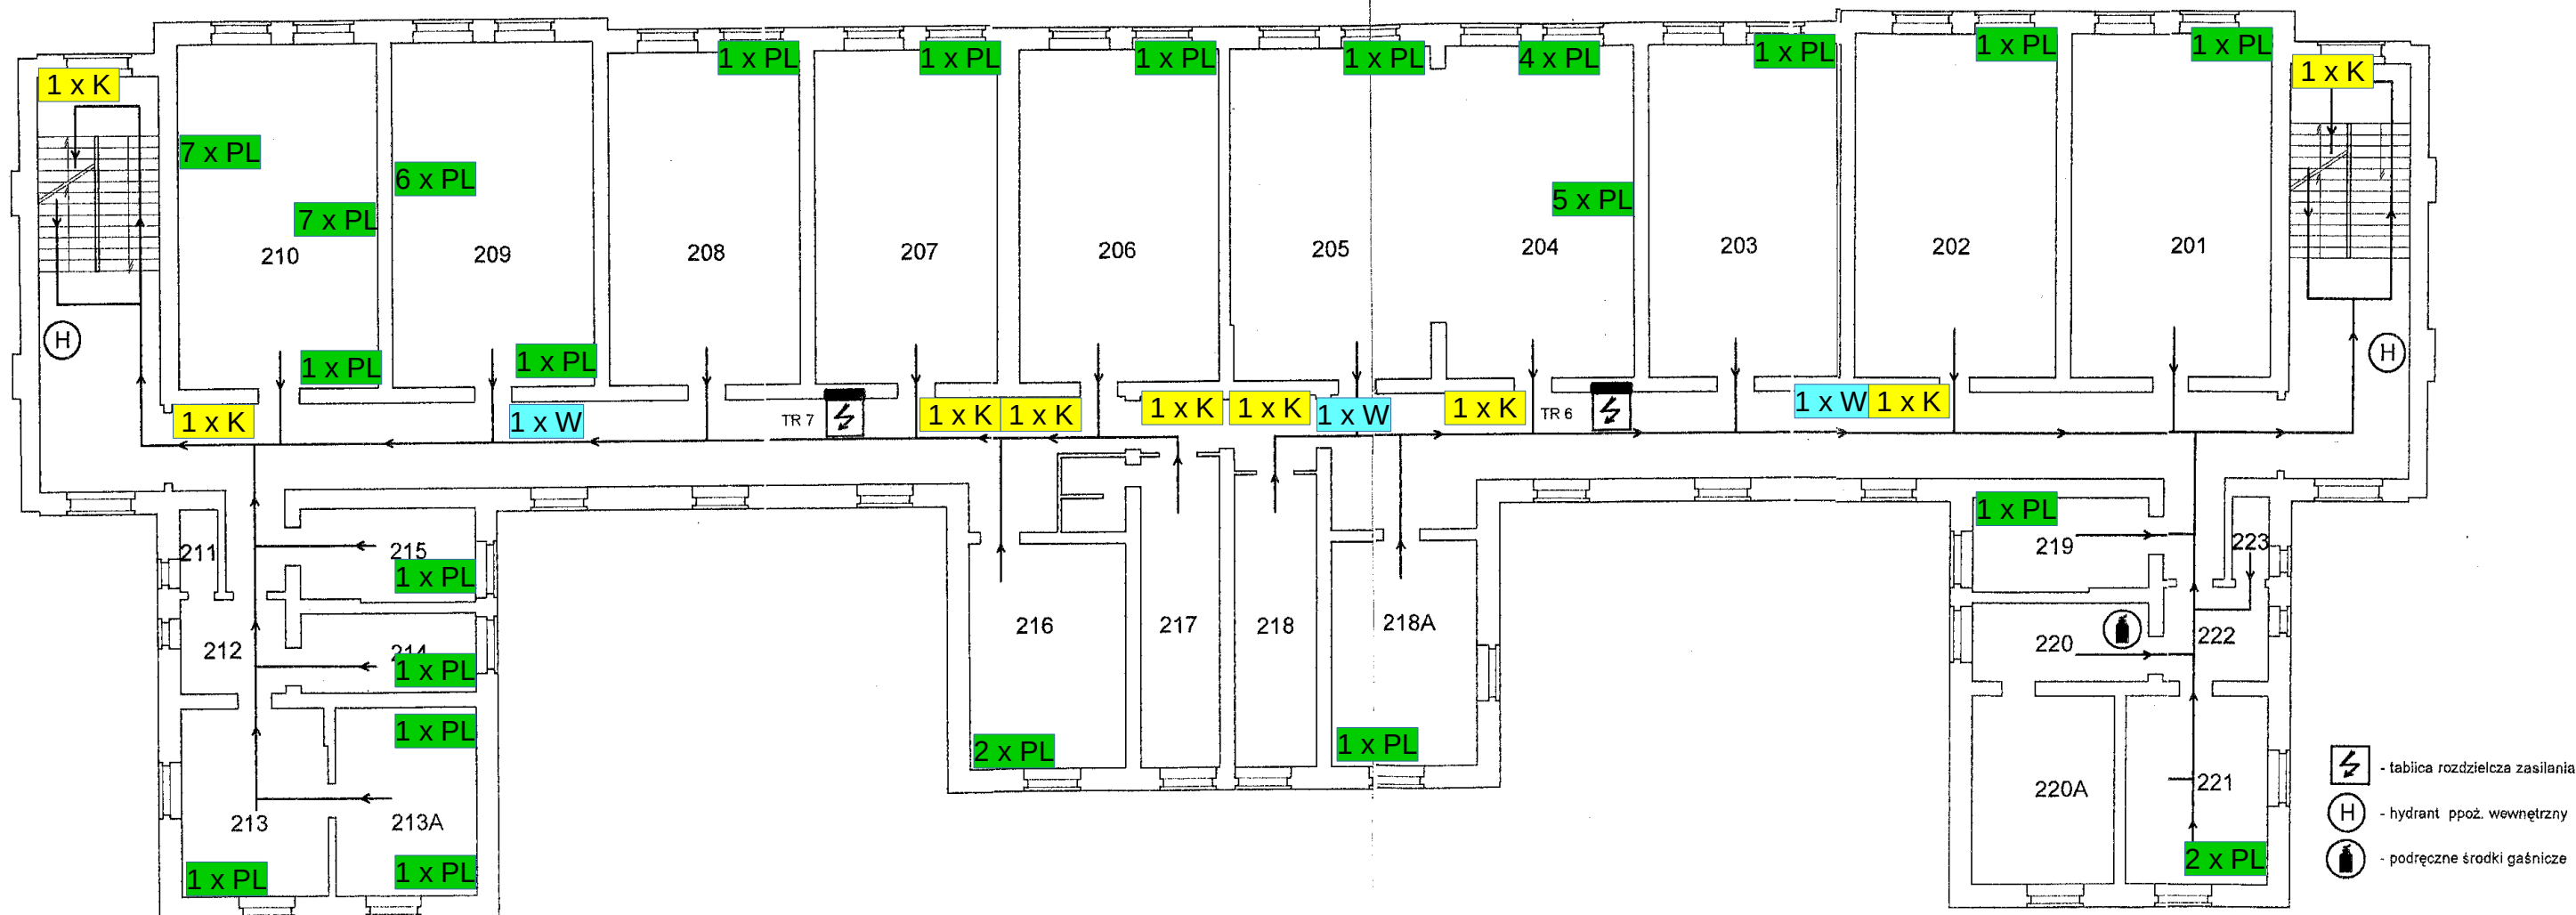 1 x PL
1 x PL
1 x PL
1 x PL
4 x PL
1 x PL
1 x PL
1 x PL
1 x K
1 x K
7 x PL
6 x PL
7 x PL
5 x PL
210
209
208
207
206
205
204
203
202
201
H
H
1 x PL
1 x PL
1 x K
1 x W
TR 7
1 x K
1 x K
1 x K
1 x K
1 x W
1 x K
TR 6
1 x W
1 x K
211
215
1 x PL
1 x PL
219
223
212
214
1 x PL
216
217
218
218A
220
222
1 x PL
2 x PL
1 x PL
213
213A
220A
221
1 x PL
1 x PL
2 x PL
- tablica rozdzielcza zasilania
H - hydrant ppoż. wewnętrzny
- podręczne środki gaśnicze